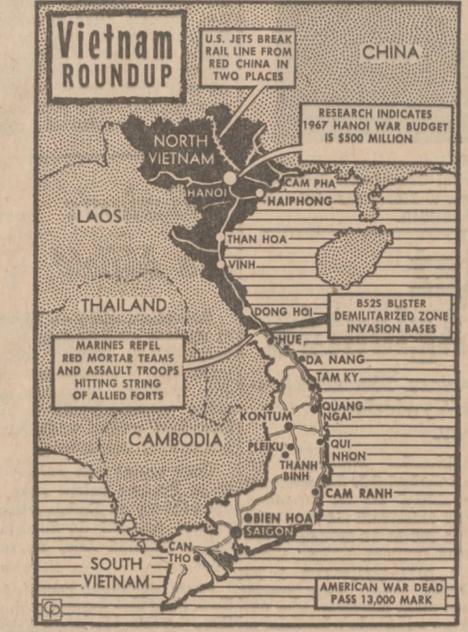 Vietnam
ROUNDUP
U.S. JETS BREAK
RAIL LINE FROM
RED CHINA IN
TWO PLACES
CHINA
RESEARCH INDICATES
1967 HANOI WAR BUDGET
IS $500 MILLION
NORTH
VIETNAM
HANOI
CAM PHA
HAIPHONG
LAOS
THAN HOA
VINH
THAILAND
DONG HOI
B52S BLISTER
DEMILITARIZED ZONE
INVASION BASES
MARINES REPEL
RED MORTAR TEAMS
AND ASSAULT TROOPS
HITTING STRING
OF ALLIED FORTS
HUE
DA NANG
TAM KY
QUANG
NGAI
KONTUM
CAMBODIA
PLEIKU
QUI
NHON
THANH
BINH
CAM RANH
BIEN HOA
SAIGON
CAN
THO
SOUTH
VIETNAM
AMERICAN WAR DEAD
PASS 13,000 MARK
CP